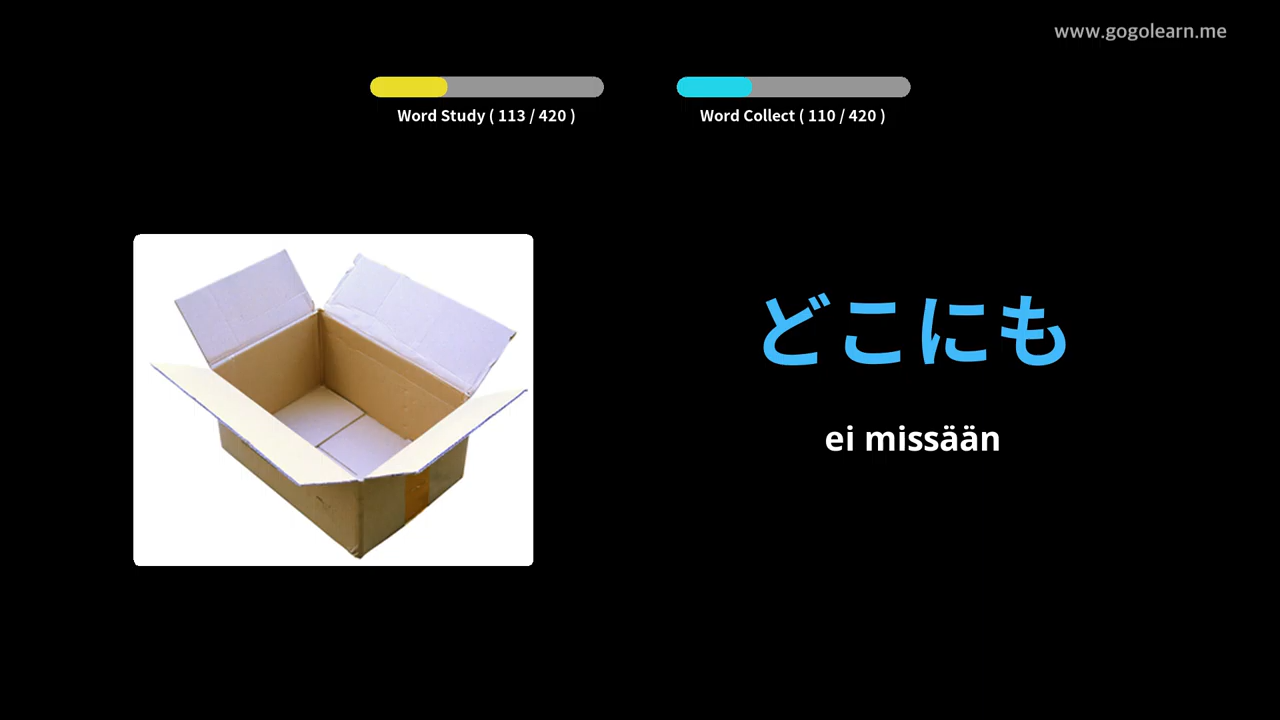 www.gogolearn.me
Word Study ( 113 / 420 )
Word Collect ( 110 / 420 )
どこにも
ei missään